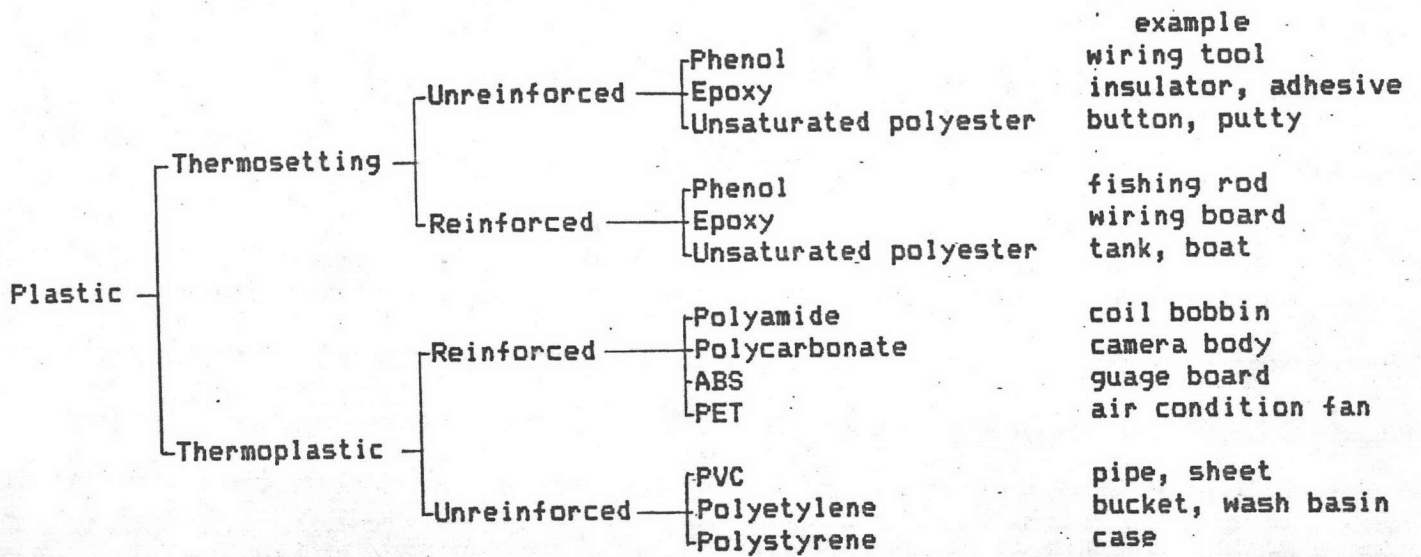 example
Phenol wiring tool
Unreinforced Epoxy insulator, adhesive
Unsaturated polyester button, putty
Thermosetting
Phenol fishing rod
Reinforced Epoxy wiring board
Unsaturated polyester tank, boat
Plastic
Polyamide coil bobbin
Reinforced Polycarbonate camera body
ABS guage board
PET air condition fan
Thermoplastic
PVC pipe, sheet
Unreinforced Polyetylene bucket, wash basin
Polystyrene case